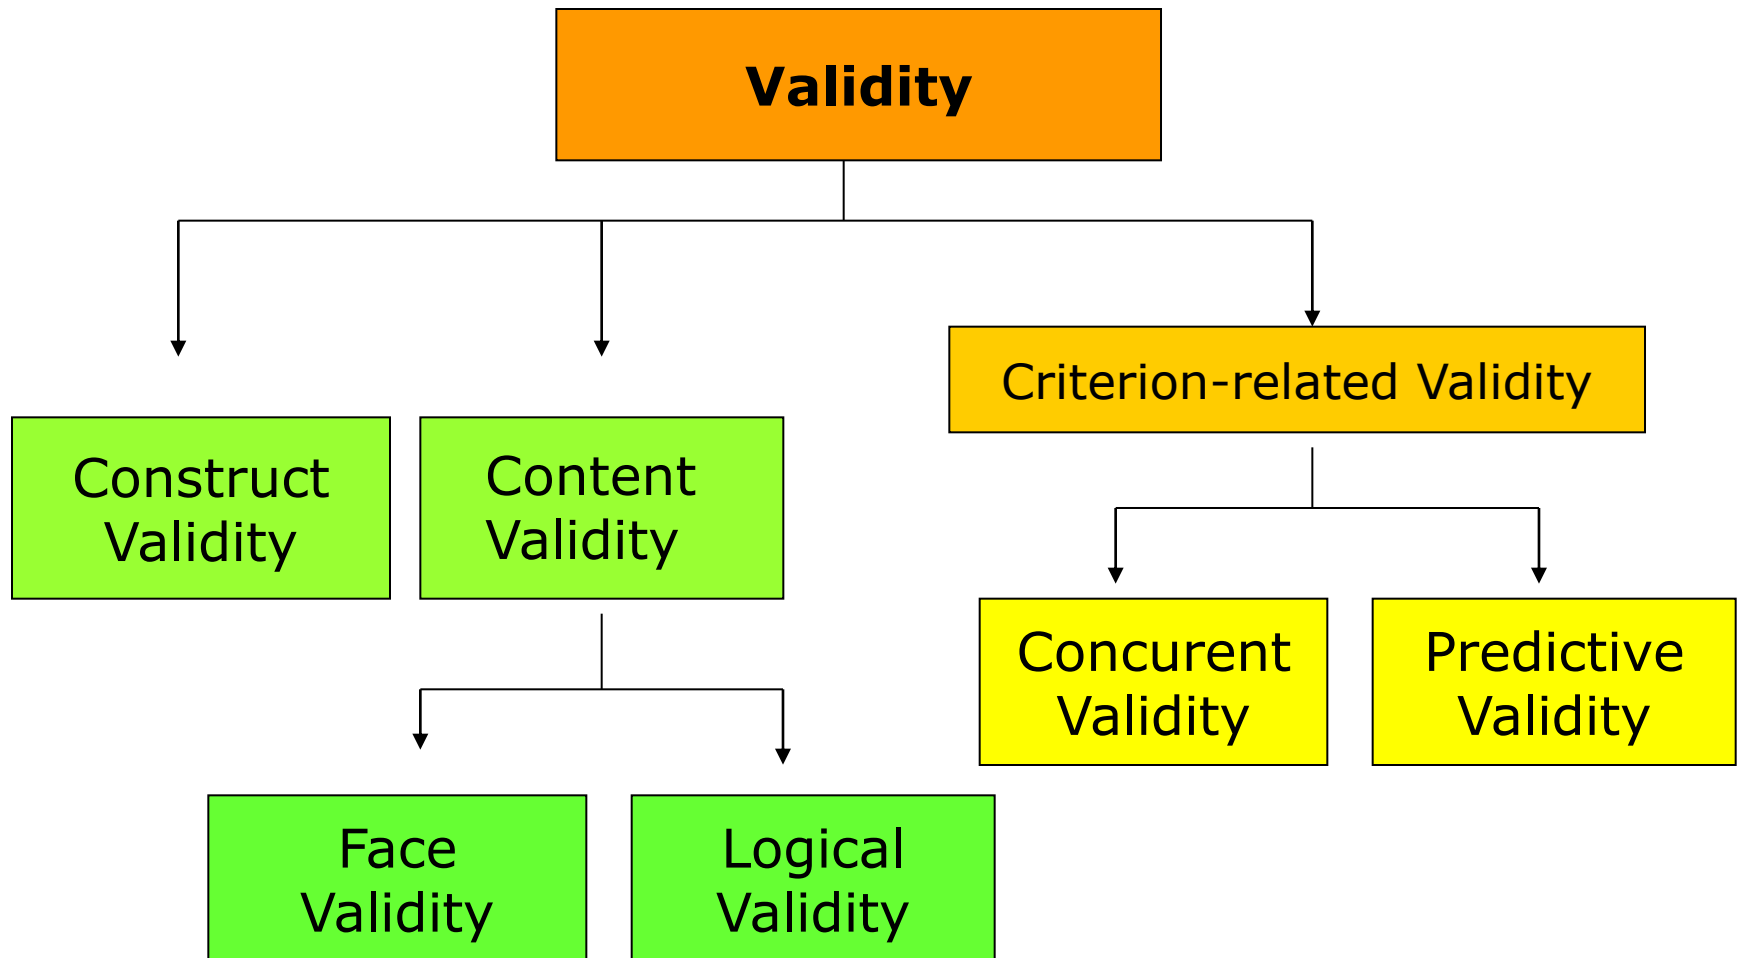 Validity
Criterion-related Validity
Construct
Validity
Content
Validity
Concurent
Validity
Predictive
Validity
Face
Validity
Logical
Validity